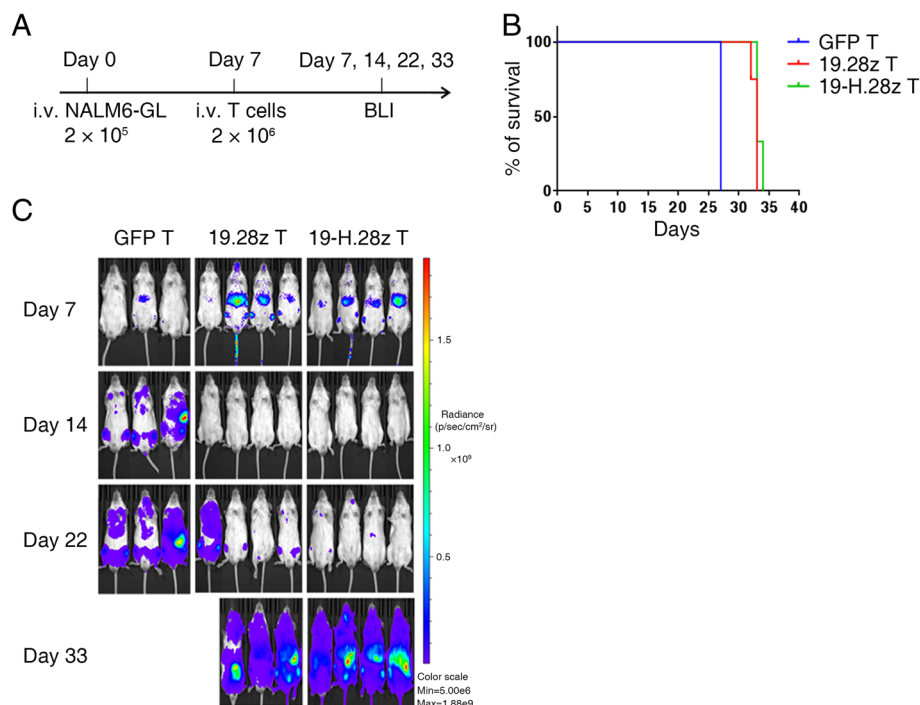 A
Day 0
Day 7
Day 7, 14, 22, 33
i.v. NALM6-GL
i.v. T cells
BLI
2 × 10⁵
2 × 10⁶
B
% of survival
100
50
0
0 5 10 15 20 25 30 35 40
Days
GFP T
19.28z T
19-H.28z T
C
GFP T
19.28z T
19-H.28z T
Day 7
Day 14
Day 22
Day 33
1.5
Radiance
(p/sec/cm²/sr)
1.0
×10⁹
0.5
Color scale
Min=5.00e6
Max=1.88e9